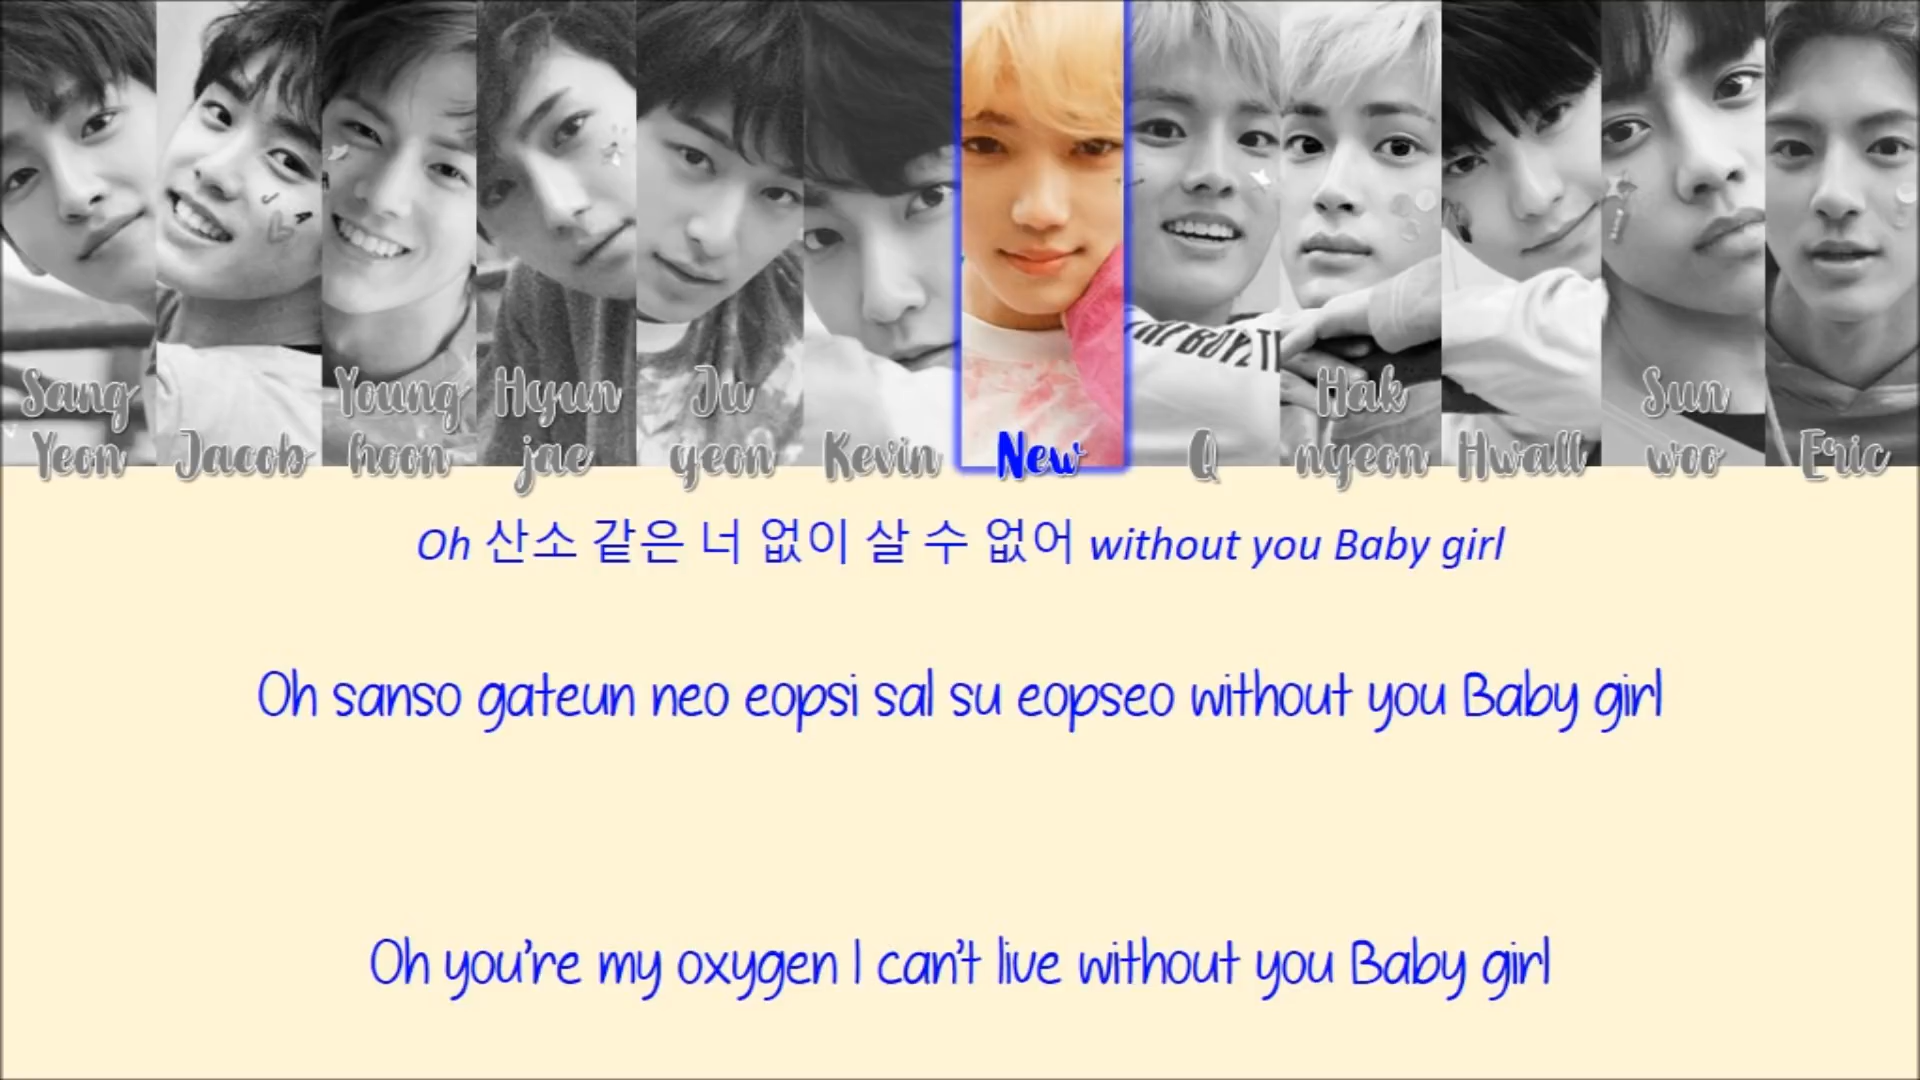 Sang Yeon
Jacob
Young hoon
Hyun jae
Ju yeon
Kevin
New
Q
Hak nyeon
Hwall
Sun woo
Eric
THE BOYZ
Oh 산소 같은 너 없이 살 수 없어 without you Baby girl
Oh sanso gateun neo eopsi sal su eopseo without you Baby girl
Oh you're my oxygen I can't live without you Baby girl